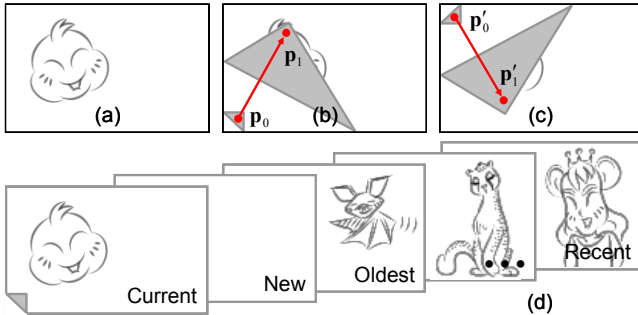 (a)
p₁
p₀
(b)
p′₀
p′₁
(c)
Current
New
Oldest
Recent
(d)